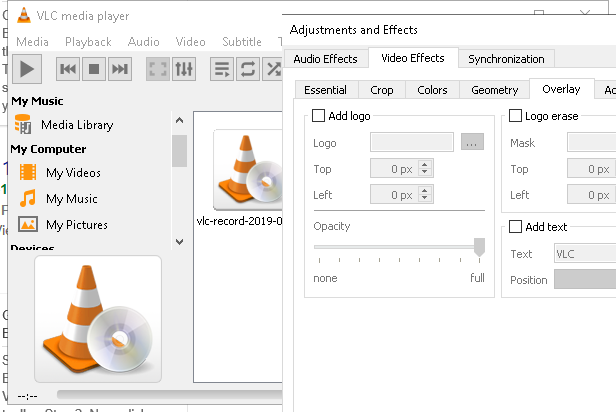 VLC media player
Media Playback Audio Video Subtitle
My Music
Media Library
My Computer
My Videos
My Music
My Pictures
Devices
vlc-record-2019-0
--:--
Adjustments and Effects
Audio Effects Video Effects Synchronization
Essential Crop Colors Geometry Overlay
Add logo
Logo ...
Top 0 px
Left 0 px
Opacity
none full
Logo erase
Mask
Top 0 px
Left 0 px
Add text
Text VLC
Position